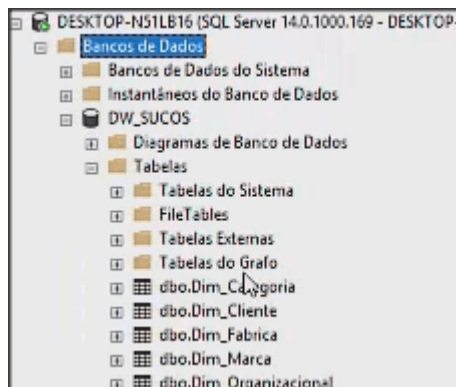 DESKTOP-N51LB16 (SQL Server 14.0.1000.169 - DESKTOP-
Bancos de Dados
Bancos de Dados do Sistema
Instantâneos do Banco de Dados
DW_SUCOS
Diagramas de Banco de Dados
Tabelas
Tabelas do Sistema
FileTables
Tabelas Externas
Tabelas do Grafo
dbo.Dim_Categoria
dbo.Dim_Cliente
dbo.Dim_Fabrica
dbo.Dim_Marca
dbo.Dim_Organizacional